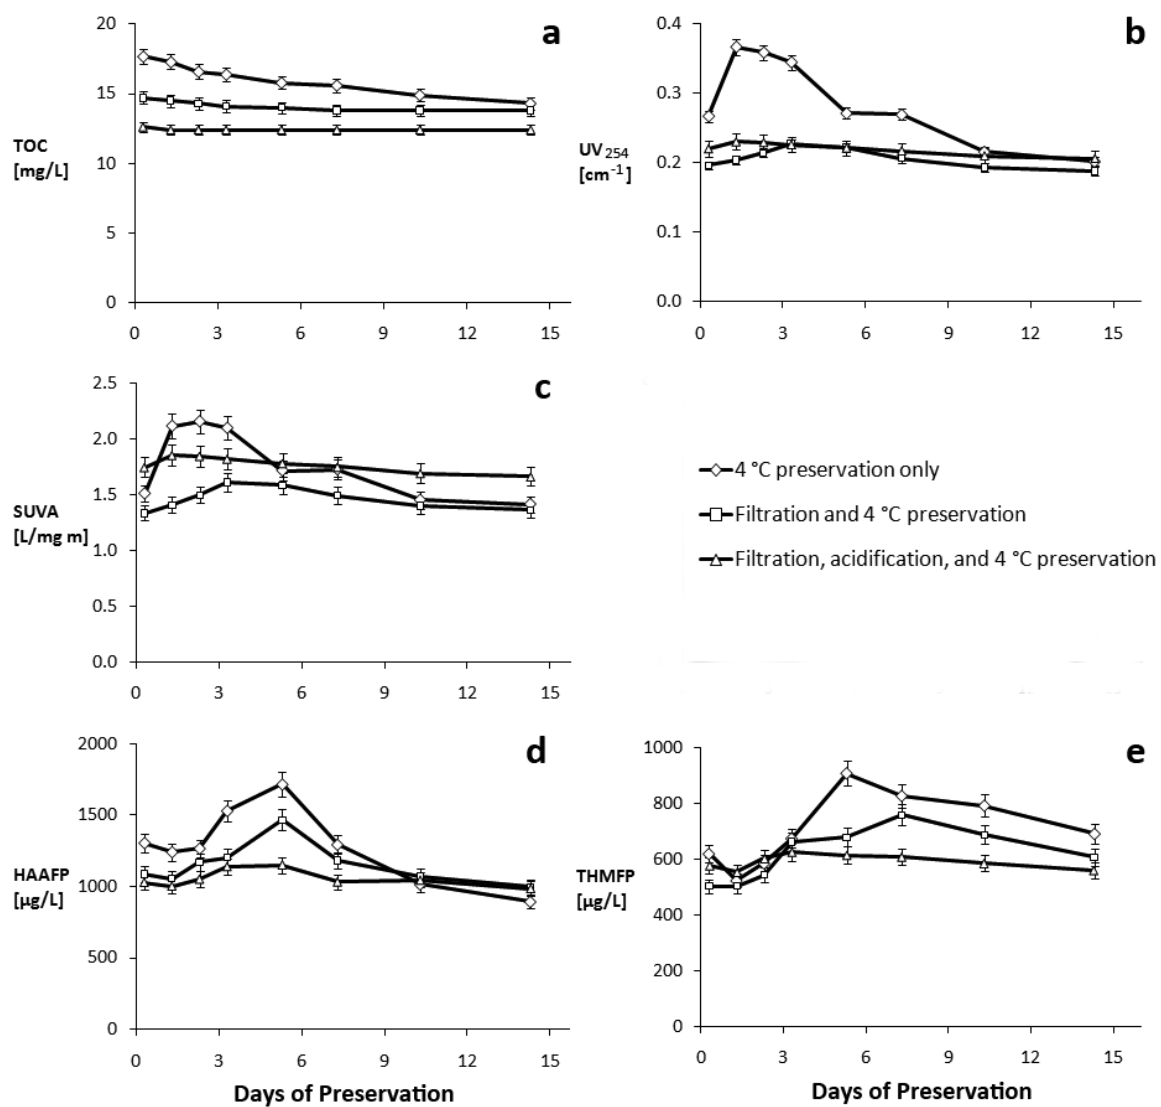 a
20
15
10
5
0
TOC
[mg/L]
0 3 6 9 12 15
b
0.4
0.3
0.2
0.1
0.0
UV254
[cm-1]
0 3 6 9 12 15
c
2.5
2.0
1.5
1.0
0.5
0.0
SUVA
[L/mg m]
0 3 6 9 12 15
4 °C preservation only
Filtration and 4 °C preservation
Filtration, acidification, and 4 °C preservation
d
2000
1500
1000
500
0
HAAFP
[µg/L]
0 3 6 9 12 15
Days of Preservation
e
1000
800
600
400
200
0
THMFP
[µg/L]
0 3 6 9 12 15
Days of Preservation